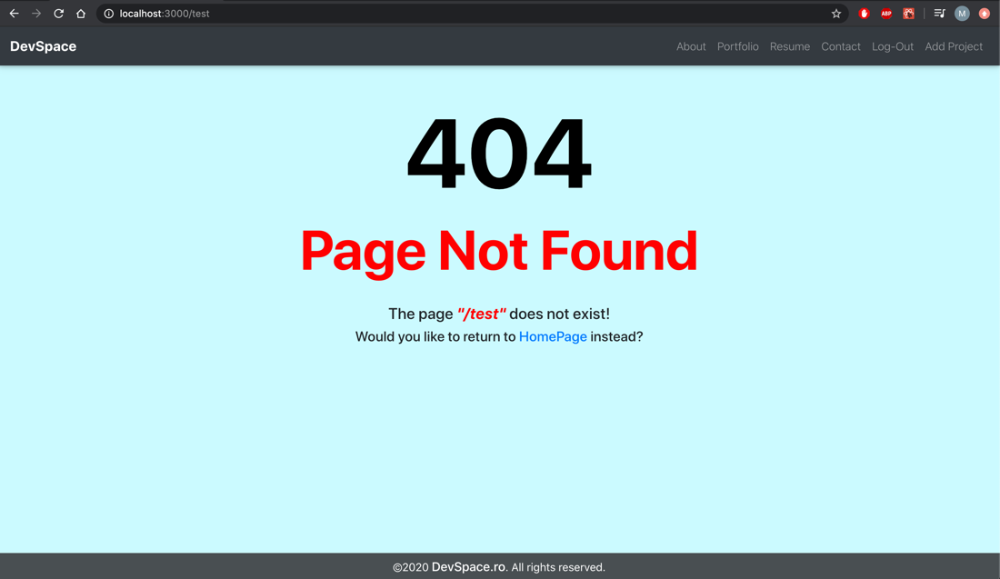 localhost:3000/test
ABP
M
DevSpace
About Portfolio Resume Contact Log-Out Add Project
404
Page Not Found
The page "/test" does not exist!
Would you like to return to HomePage instead?
©2020 DevSpace.ro. All rights reserved.